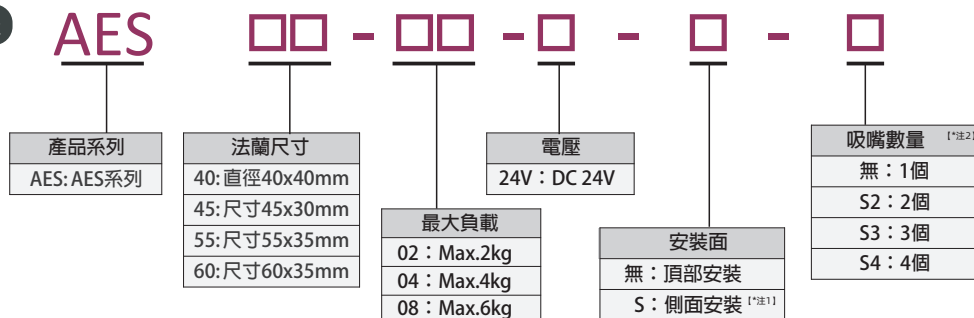 AES □□ - □□ - □ - □ - □
產品系列
AES: AES系列
法蘭尺寸
40: 直徑40x40mm
45: 尺寸45x30mm
55: 尺寸55x35mm
60: 尺寸60x35mm
最大負載
02：Max.2kg
04：Max.4kg
08：Max.6kg
電壓
24V：DC 24V
安裝面
無：頂部安裝
S：側面安裝 [*注1]
吸嘴數量 [*注2]
無：1個
S2：2個
S3：3個
S4：4個